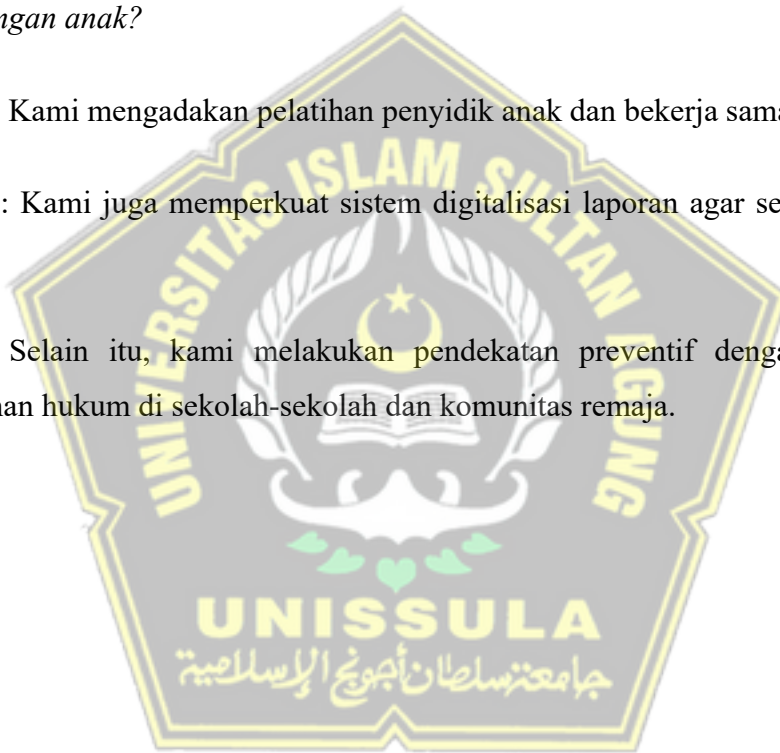 ngan anak?
Kami mengadakan pelatihan penyidik anak dan bekerja sama
: Kami juga memperkuat sistem digitalisasi laporan agar se
Selain itu, kami melakukan pendekatan preventif deng
an hukum di sekolah-sekolah dan komunitas remaja.
UNIVERSITAS ISLAM SULTAN AGUNG
UNISSULA
جامعة سلطان أجونج الإسلامية